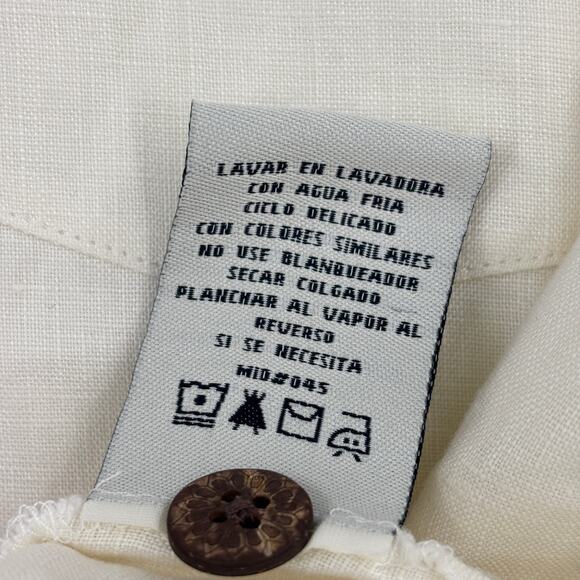 LAVAR EN LAVADORA
CON AGUA FRIA
CICLO DELICADO
CON COLORES SIMILARES
NO USE BLANQUEADOR
SECAR COLGADO
PLANCHAR AL VAPOR AL
REVERSO
SI SE NECESITA
MID#045